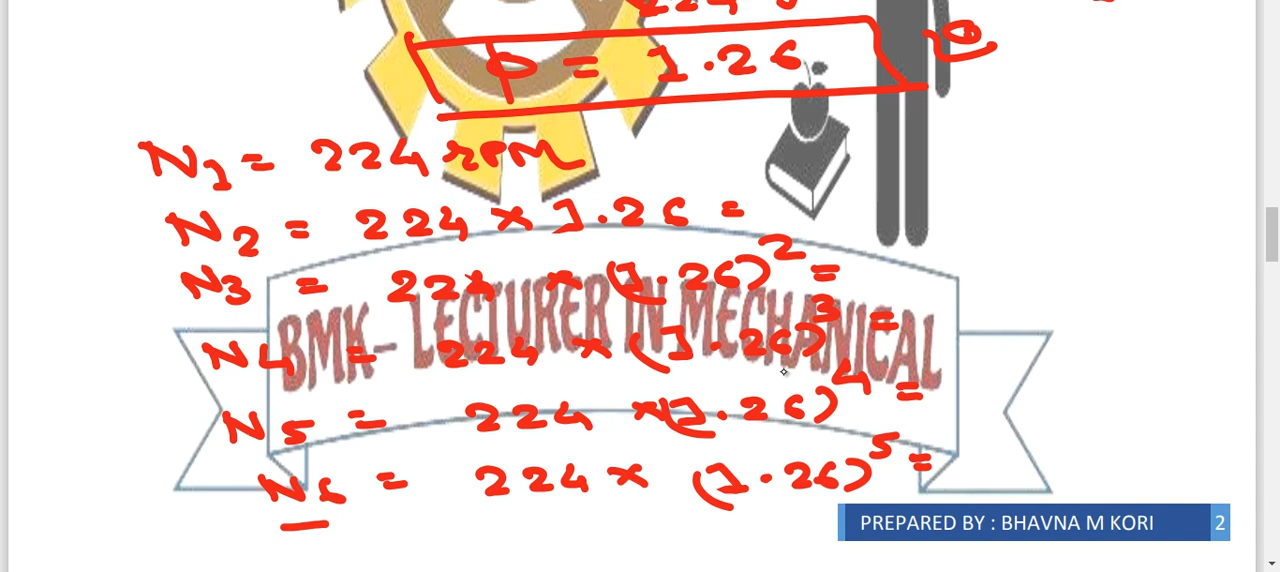 ϕ = 1.26
N1 = 224 rpm
N2 = 224 × 1.26 =
N3 = 224 × (1.26)^2 =
N4 = 224 × (1.26)^3 =
N5 = 224 × (1.26)^4 =
N6 = 224 × (1.26)^5 =
BMK- LECTURER IN MECHANICAL
PREPARED BY : BHAVNA M KORI 2